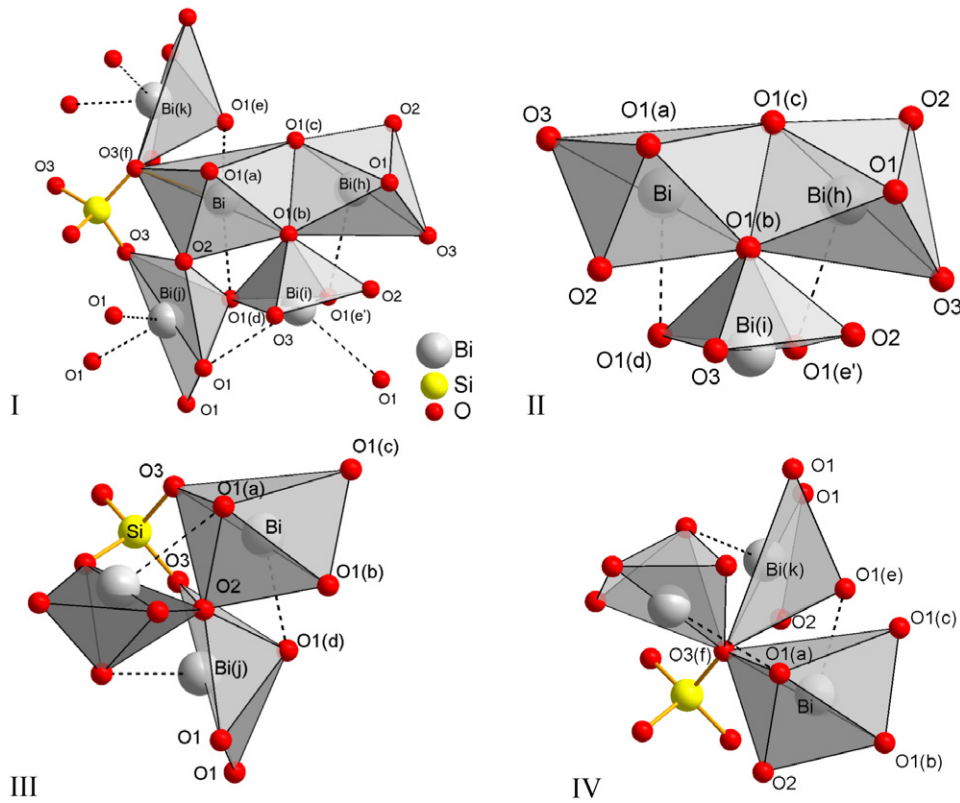 Bi(k)
O1(e)
O1(c)
O2
O3(f)
O3
O1(a)
O1
Bi
Bi(h)
O1(b)
O3
O2
O3
Bi(j)
Bi(i)
O2
O1(d)
O1(e')
O1
O3
O1
O1
O1
O1
Bi
Si
O
I
O3
O1(a)
O1(c)
O2
O1
Bi
Bi(h)
O1(b)
O2
O3
Bi(i)
O1(d)
O3
O1(e')
O2
II
O3
O1(c)
O1(a)
Si
Bi
O3
O2
O1(b)
O1(d)
Bi(j)
O1
O1
III
O1
O1
Bi(k)
O1(e)
O2
O1(c)
O3(f)
O1(a)
Bi
O1(b)
O2
IV